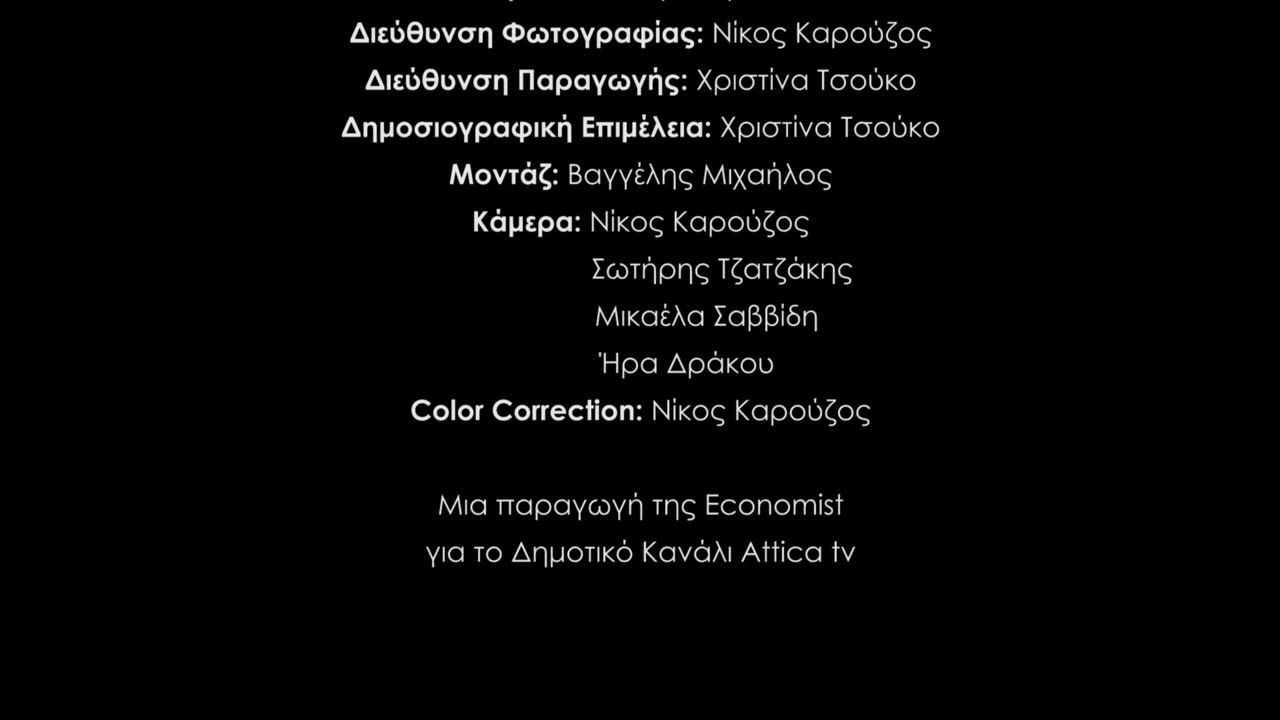 Διεύθυνση Φωτογραφίας: Νίκος Καρούζος
Διεύθυνση Παραγωγής: Χριστίνα Τσούκο
Δημοσιογραφική Επιμέλεια: Χριστίνα Τσούκο
Μοντάζ: Βαγγέλης Μιχαήλος
Κάμερα: Νίκος Καρούζος
Σωτήρης Τζατζάκης
Μικαέλα Σαββίδη
Ήρα Δράκου
Color Correction: Νίκος Καρούζος
Μια παραγωγή της Economist
για το Δημοτικό Κανάλι Attica tv